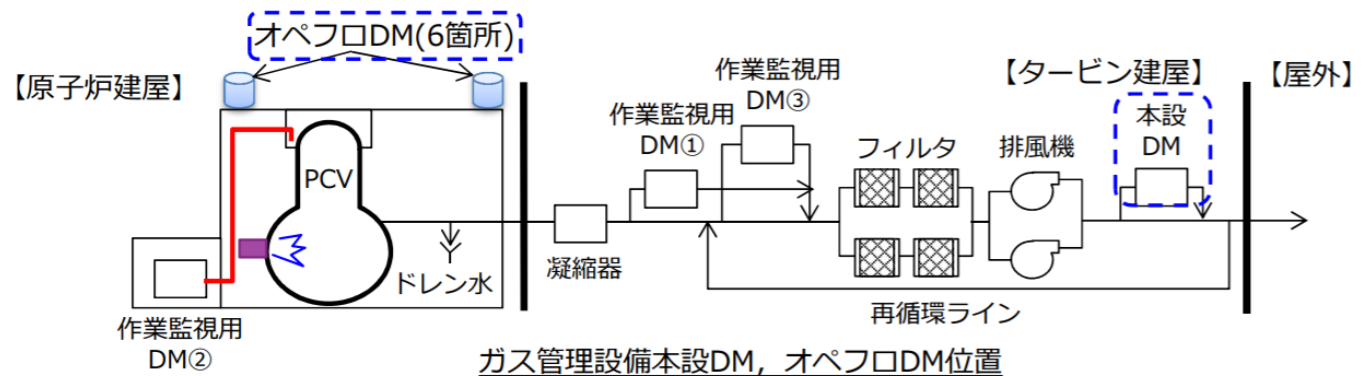 オペフロDM(6箇所)
【原子炉建屋】
PCV
ドレン水
作業監視用
DM②
凝縮器
作業監視用
DM①
作業監視用
DM③
フィルタ
排風機
【タービン建屋】
本設
DM
【屋外】
再循環ライン
ガス管理設備本設DM,オペフロDM位置